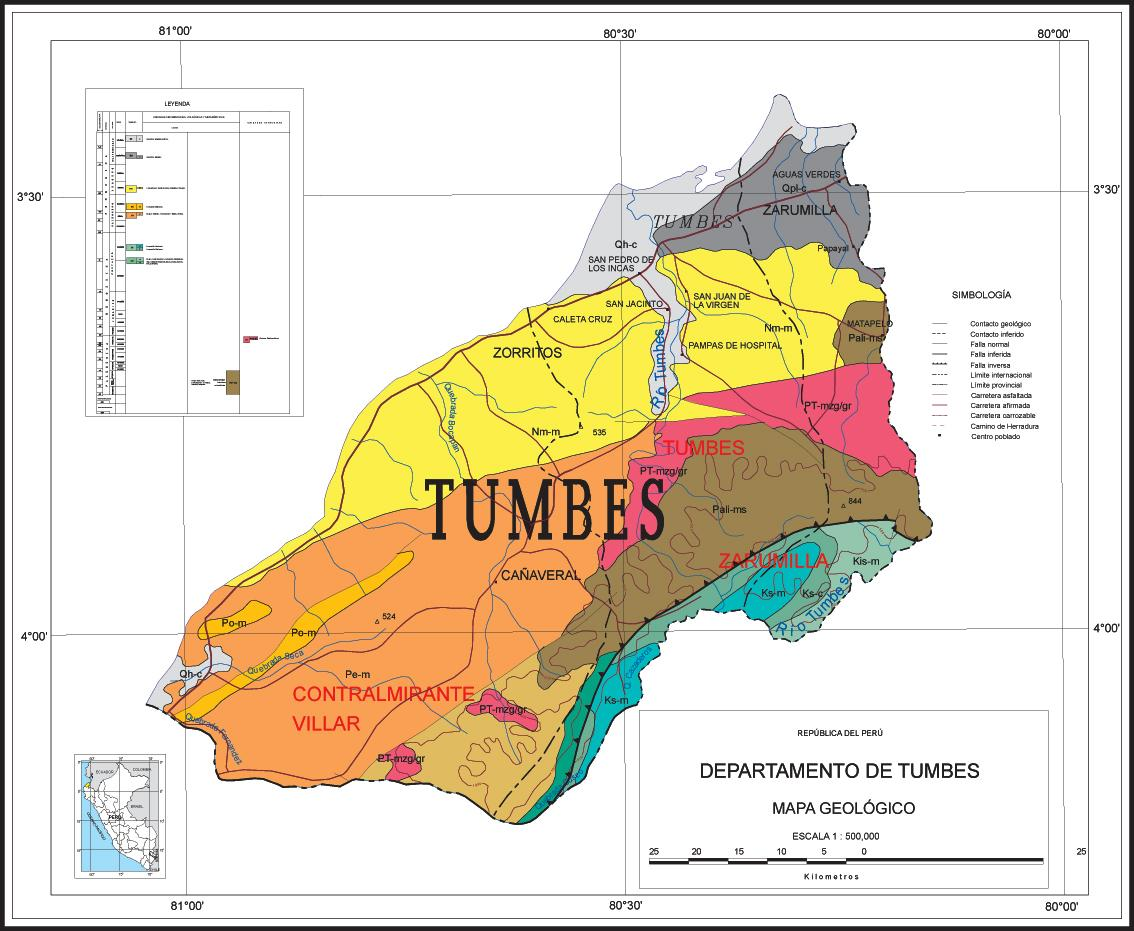 81°00'
80°30'
80°00'
3°30'
3°30'
4°00'
4°00'
81°00'
80°30'
80°00'
LEYENDA
AGUAS VERDES
Qpl-c
ZARUMILLA
TUMBES
Qh-c
Papayal
SAN PEDRO DE
LOS INCAS
SAN JACINTO
SAN JUAN DE
LA VIRGEN
CALETA CRUZ
Nm-m
MATAPELO
Pali-ms
ZORRITOS
PAMPAS DE HOSPITAL
Río Tumbes
Quebrada Bocapán
PT-mzg/gr
Nm-m
535
TUMBES
PT-mzg/gr
TUMBES
844
Pali-ms
ZARUMILLA
Kis-m
CAÑAVERAL
Ks-m
Ks-c
Río Tumbes
524
Po-m
Po-m
Quebrada Seca
Qh-c
Pe-m
Q. Cazaderos
CONTRALMIRANTE
VILLAR
Ks-m
PT-mzg/gr
Quebrada Fernandez
PT-mzg/gr
SIMBOLOGÍA
Contacto geológico
Contacto inferido
Falla normal
Falla inferida
Falla inversa
Límite internacional
Límite provincial
Carretera asfaltada
Carretera afirmada
Carretera carrozable
Camino de Herradura
Centro poblado
ECUADOR
COLOMBIA
BRASIL
PERÚ
REPÚBLICA DEL PERÚ
DEPARTAMENTO DE TUMBES
MAPA GEOLÓGICO
ESCALA 1 : 500,000
25 20 15 10 5 0 25
Kilometros